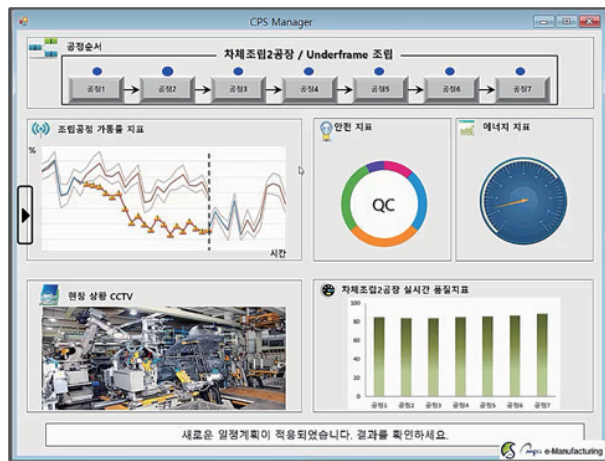 CPS Manager
공정순서
차체조립2공장 / Underframe 조립
공정1 공정2 공정3 공정4 공정5 공정6 공정7
조립공정 가동률 지표
%
시간
안전 지표
QC
에너지 지표
현장 상황 CCTV
차체조립2공장 실시간 품질지표
100
80
60
40
20
0
공정1 공정2 공정3 공정4 공정5 공정6 공정7
새로운 일정계획이 적용되었습니다. 결과를 확인하세요.
e-Manufacturing